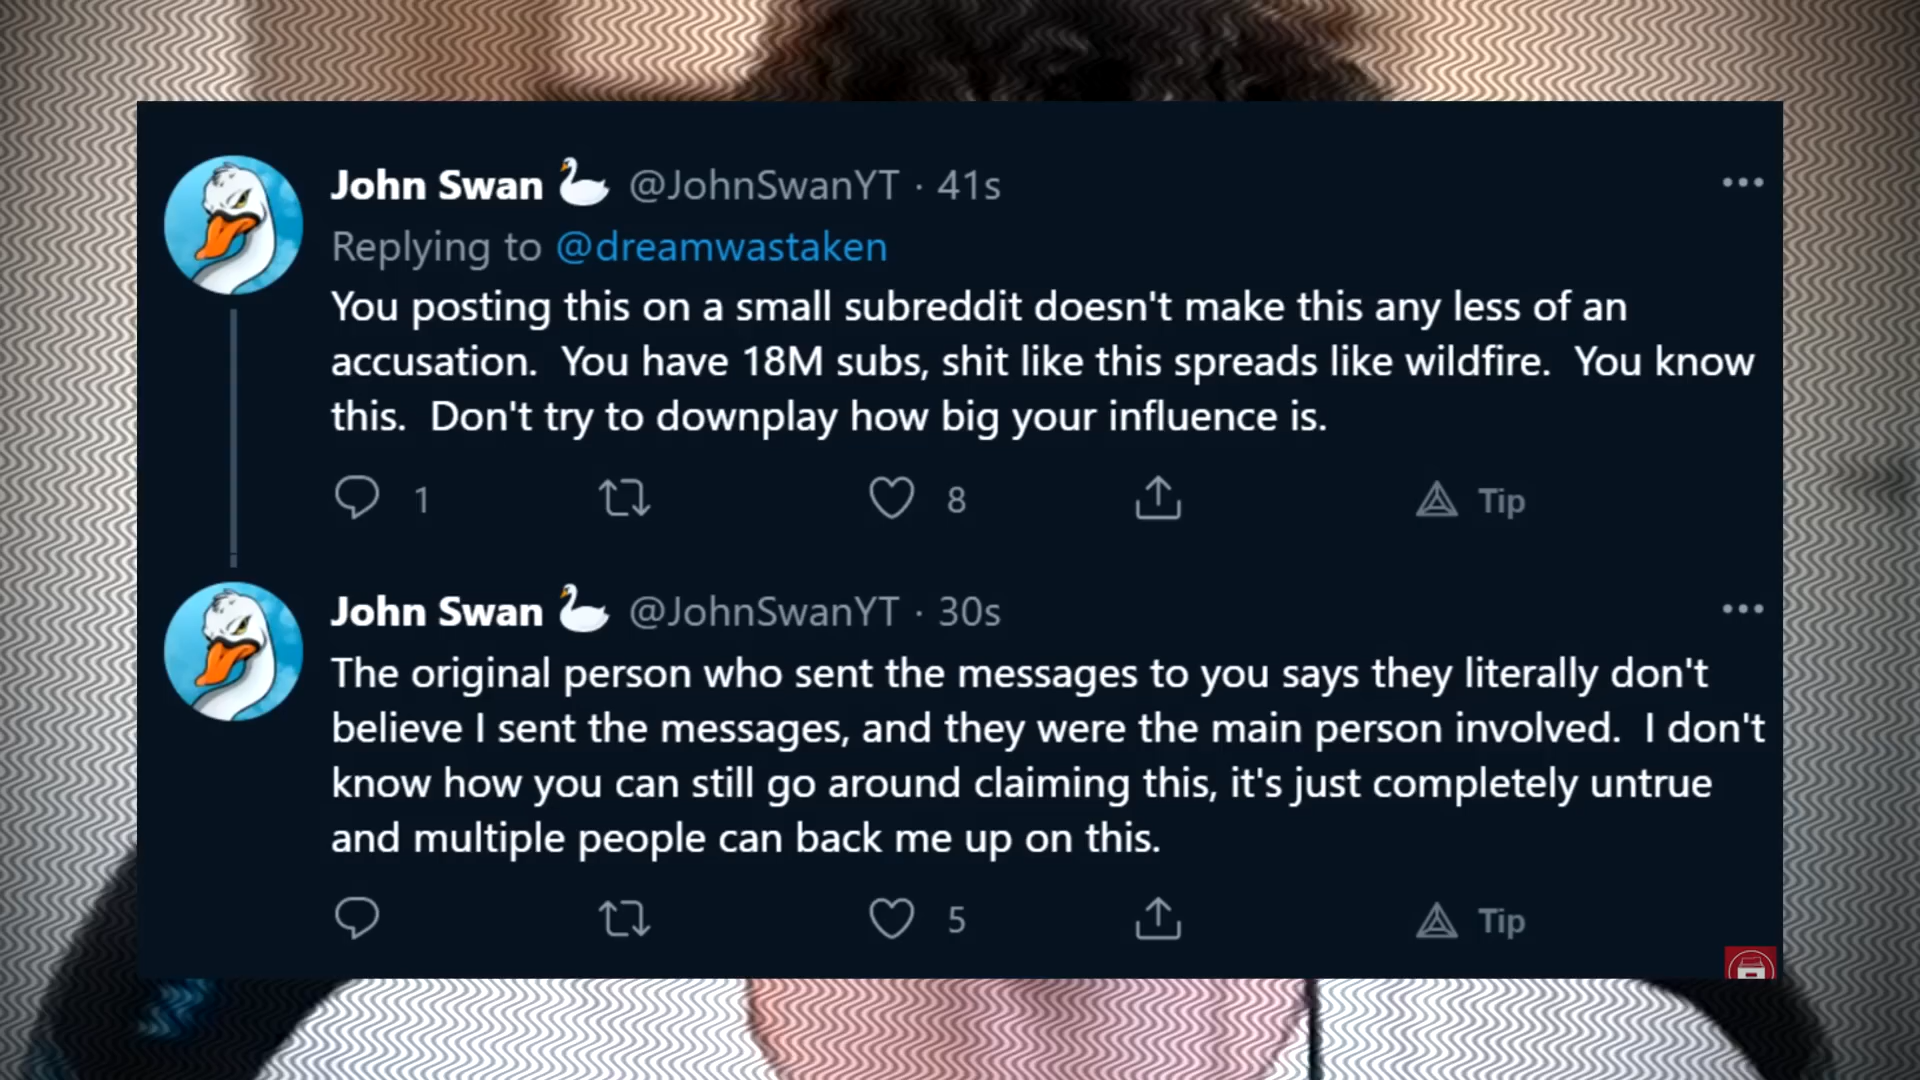 John Swan 🦢 @JohnSwanYT · 41s
Replying to @dreamwastaken
You posting this on a small subreddit doesn't make this any less of an
accusation.  You have 18M subs, shit like this spreads like wildfire.  You know
this.  Don't try to downplay how big your influence is.
1 8 Tip
John Swan 🦢 @JohnSwanYT · 30s
The original person who sent the messages to you says they literally don't
believe I sent the messages, and they were the main person involved.  I don't
know how you can still go around claiming this, it's just completely untrue
and multiple people can back me up on this.
5 Tip